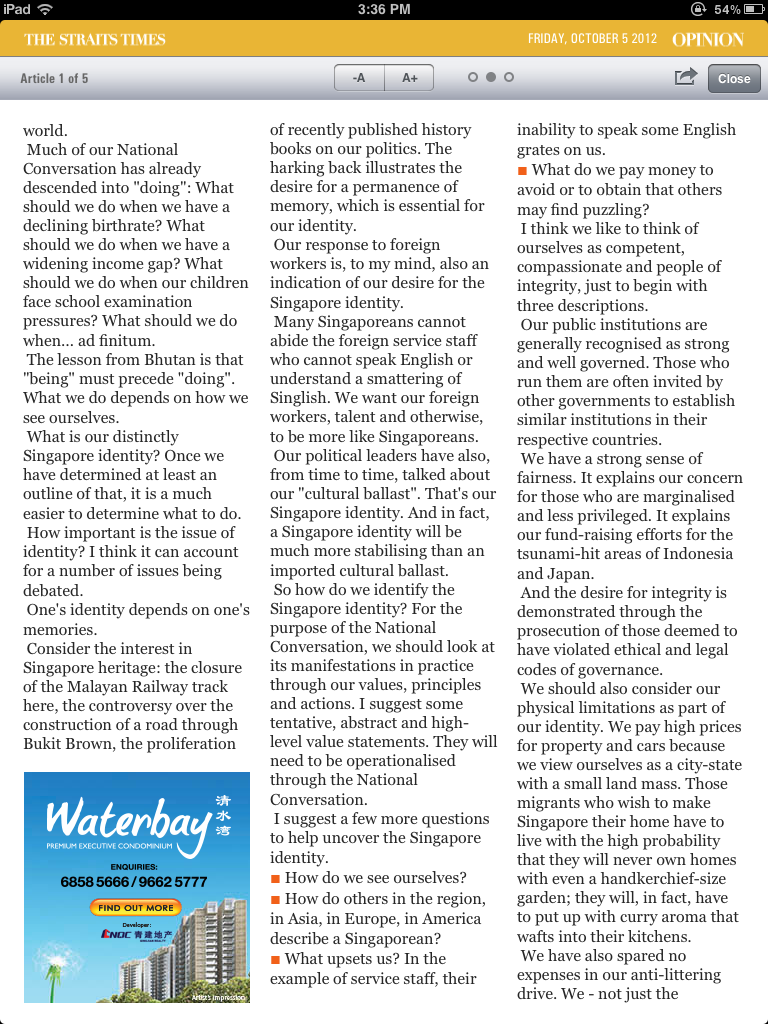 iPad
3:36 PM
54%
THE STRAITS TIMES
FRIDAY, OCTOBER 5 2012 OPINION
Article 1 of 5
-A A+
Close
world.
Much of our National
Conversation has already
descended into "doing": What
should we do when we have a
declining birthrate? What
should we do when we have a
widening income gap? What
should we do when our children
face school examination
pressures? What should we do
when... ad finitum.
The lesson from Bhutan is that
"being" must precede "doing".
What we do depends on how we
see ourselves.
What is our distinctly
Singapore identity? Once we
have determined at least an
outline of that, it is a much
easier to determine what to do.
How important is the issue of
identity? I think it can account
for a number of issues being
debated.
One's identity depends on one's
memories.
Consider the interest in
Singapore heritage: the closure
of the Malayan Railway track
here, the controversy over the
construction of a road through
Bukit Brown, the proliferation
Waterbay
清水湾
PREMIUM EXECUTIVE CONDOMINIUM
ENQUIRIES:
6858 5666 / 9662 5777
FIND OUT MORE
Developer:
青建地产
Artist's Impression
of recently published history
books on our politics. The
harking back illustrates the
desire for a permanence of
memory, which is essential for
our identity.
Our response to foreign
workers is, to my mind, also an
indication of our desire for the
Singapore identity.
Many Singaporeans cannot
abide the foreign service staff
who cannot speak English or
understand a smattering of
Singlish. We want our foreign
workers, talent and otherwise,
to be more like Singaporeans.
Our political leaders have also,
from time to time, talked about
our "cultural ballast". That's our
Singapore identity. And in fact,
a Singapore identity will be
much more stabilising than an
imported cultural ballast.
So how do we identify the
Singapore identity? For the
purpose of the National
Conversation, we should look at
its manifestations in practice
through our values, principles
and actions. I suggest some
tentative, abstract and high-
level value statements. They will
need to be operationalised
through the National
Conversation.
I suggest a few more questions
to help uncover the Singapore
identity.
■ How do we see ourselves?
■ How do others in the region,
in Asia, in Europe, in America
describe a Singaporean?
■ What upsets us? In the
example of service staff, their
inability to speak some English
grates on us.
■ What do we pay money to
avoid or to obtain that others
may find puzzling?
I think we like to think of
ourselves as competent,
compassionate and people of
integrity, just to begin with
three descriptions.
Our public institutions are
generally recognised as strong
and well governed. Those who
run them are often invited by
other governments to establish
similar institutions in their
respective countries.
We have a strong sense of
fairness. It explains our concern
for those who are marginalised
and less privileged. It explains
our fund-raising efforts for the
tsunami-hit areas of Indonesia
and Japan.
And the desire for integrity is
demonstrated through the
prosecution of those deemed to
have violated ethical and legal
codes of governance.
We should also consider our
physical limitations as part of
our identity. We pay high prices
for property and cars because
we view ourselves as a city-state
with a small land mass. Those
migrants who wish to make
Singapore their home have to
live with the high probability
that they will never own homes
with even a handkerchief-size
garden; they will, in fact, have
to put up with curry aroma that
wafts into their kitchens.
We have also spared no
expenses in our anti-littering
drive. We - not just the